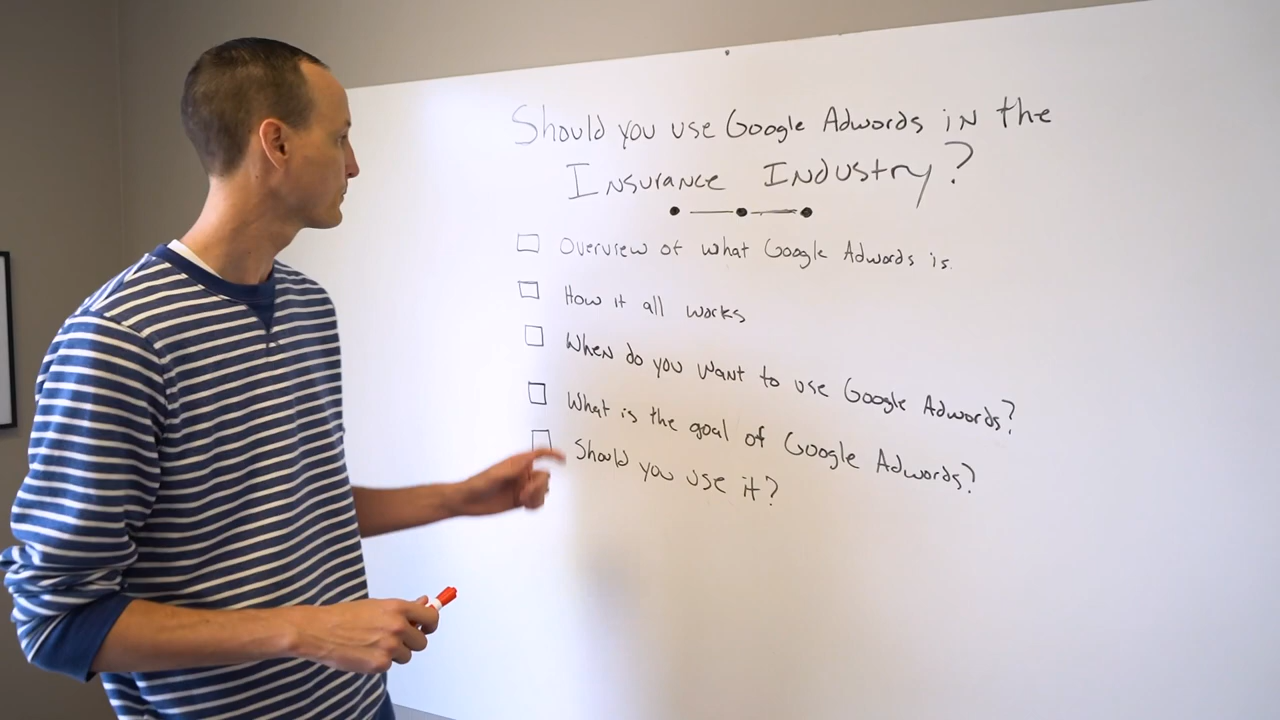 Should you use Google Adwords in the
Insurance Industry?
Overview of what Google Adwords is.
How it all works
When do you want to use Google Adwords?
What is the goal of Google Adwords?
Should you use it?